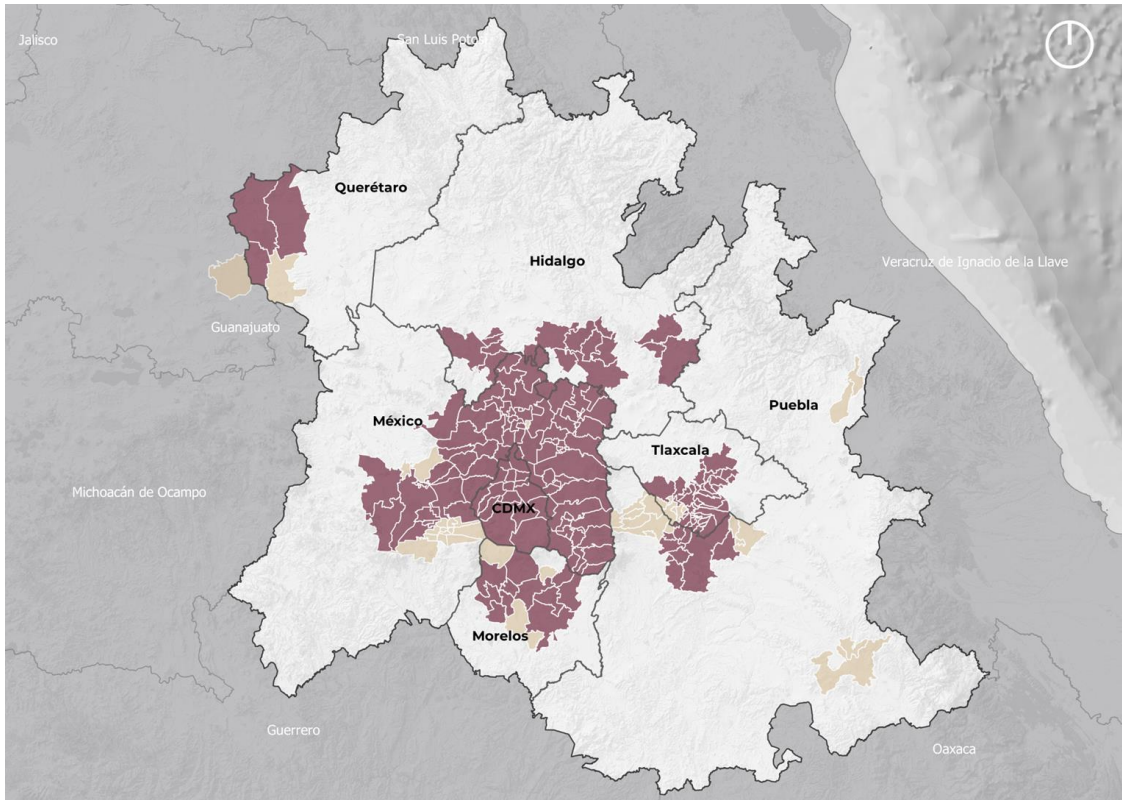 Jalisco
San Luis Potosí
Querétaro
Hidalgo
Veracruz de Ignacio de la Llave
Guanajuato
Puebla
México
Tlaxcala
Michoacán de Ocampo
CDMX
Morelos
Guerrero
Oaxaca